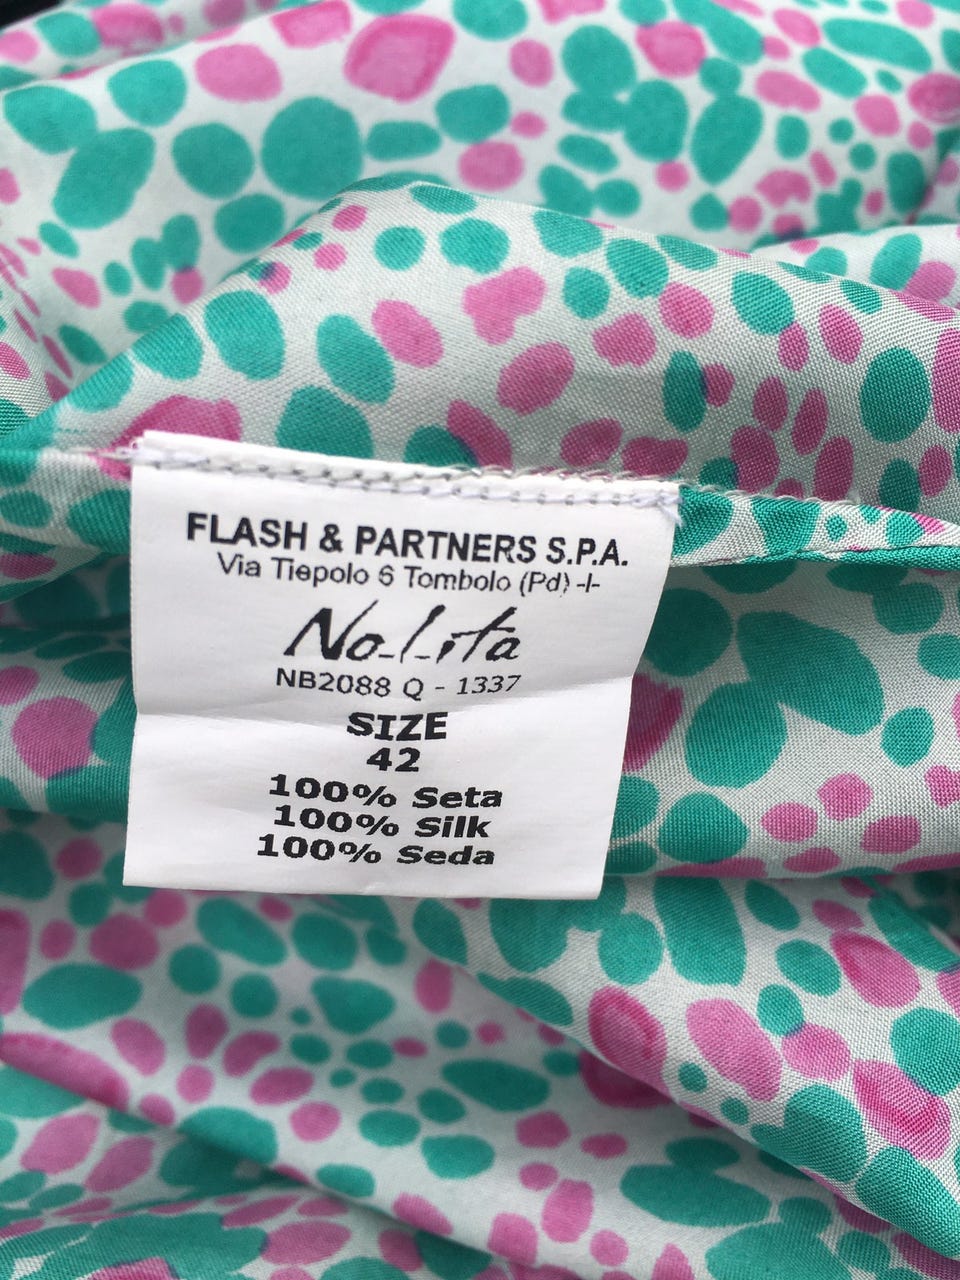 FLASH & PARTNERS S.P.A.
Via Tiepolo 6 Tombolo (Pd) -I-
No.l.ita
NB2088 Q - 1337
SIZE
42
100% Seta
100% Silk
100% Seda